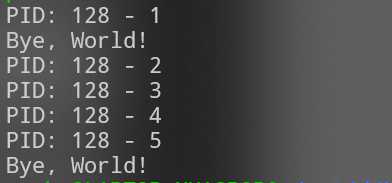 PID: 128 - 1
Bye, World!
PID: 128 - 2
PID: 128 - 3
PID: 128 - 4
PID: 128 - 5
Bye, World!